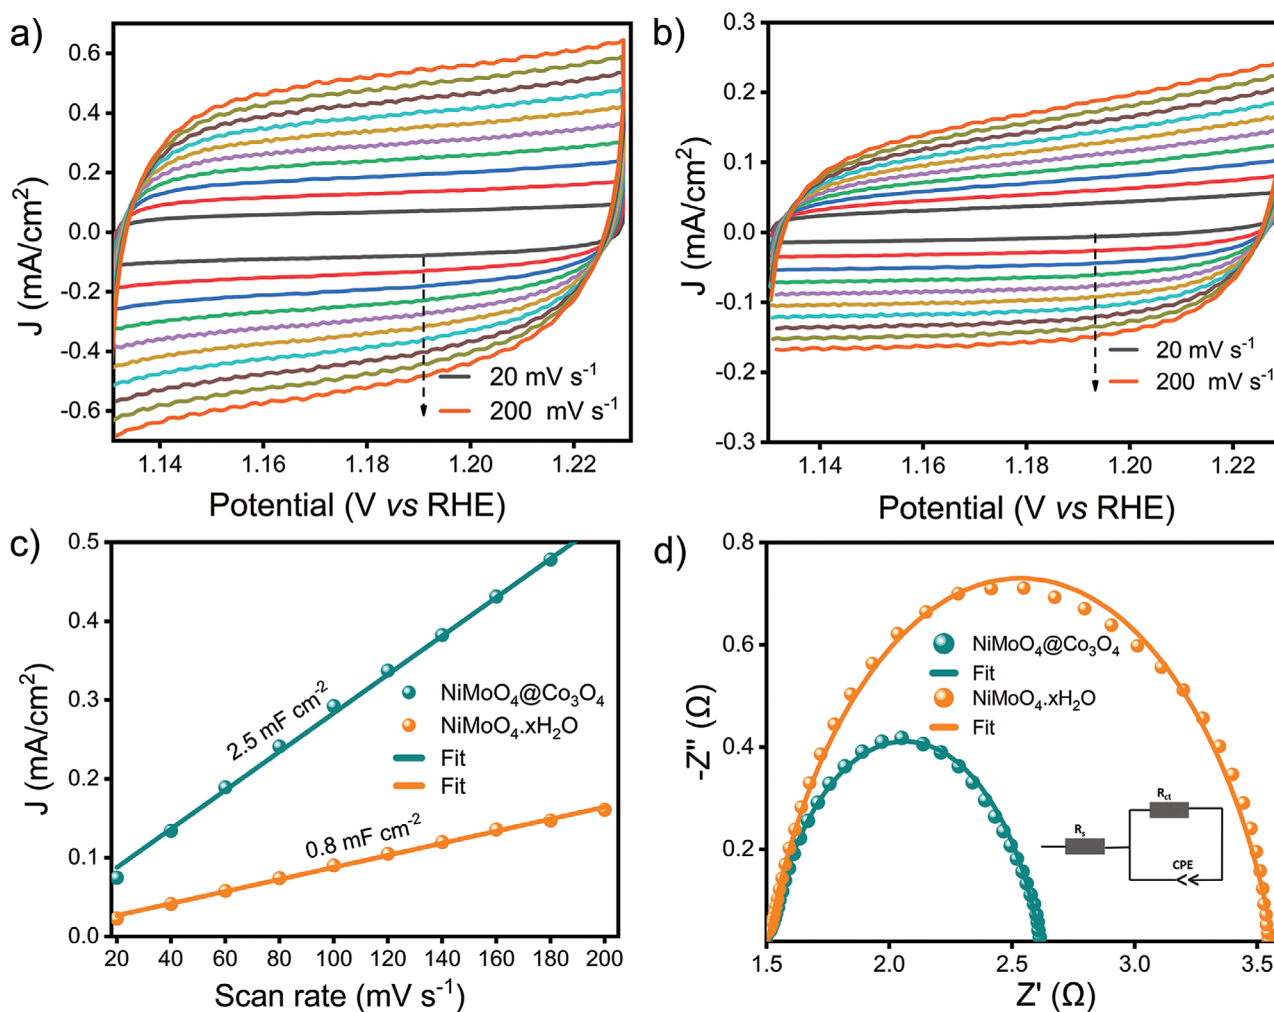 a)
0.6
0.4
0.2
0.0
-0.2
-0.4
-0.6
J (mA/cm²)
20 mV s⁻¹
200 mV s⁻¹
1.14 1.16 1.18 1.20 1.22
Potential (V vs RHE)
b)
0.3
0.2
0.1
0.0
-0.1
-0.2
-0.3
J (mA/cm²)
20 mV s⁻¹
200 mV s⁻¹
1.14 1.16 1.18 1.20 1.22
Potential (V vs RHE)
c)
0.5
0.4
0.3
0.2
0.1
0.0
J (mA/cm²)
2.5 mF cm⁻²
NiMoO₄@Co₃O₄
NiMoO₄.xH₂O
Fit
Fit
0.8 mF cm⁻²
20 40 60 80 100 120 140 160 180 200
Scan rate (mV s⁻¹)
d)
0.8
0.6
0.4
0.2
-Z" (Ω)
NiMoO₄@Co₃O₄
Fit
NiMoO₄.xH₂O
Fit
Rct
Rs
CPE
1.5 2.0 2.5 3.0 3.5
Z' (Ω)